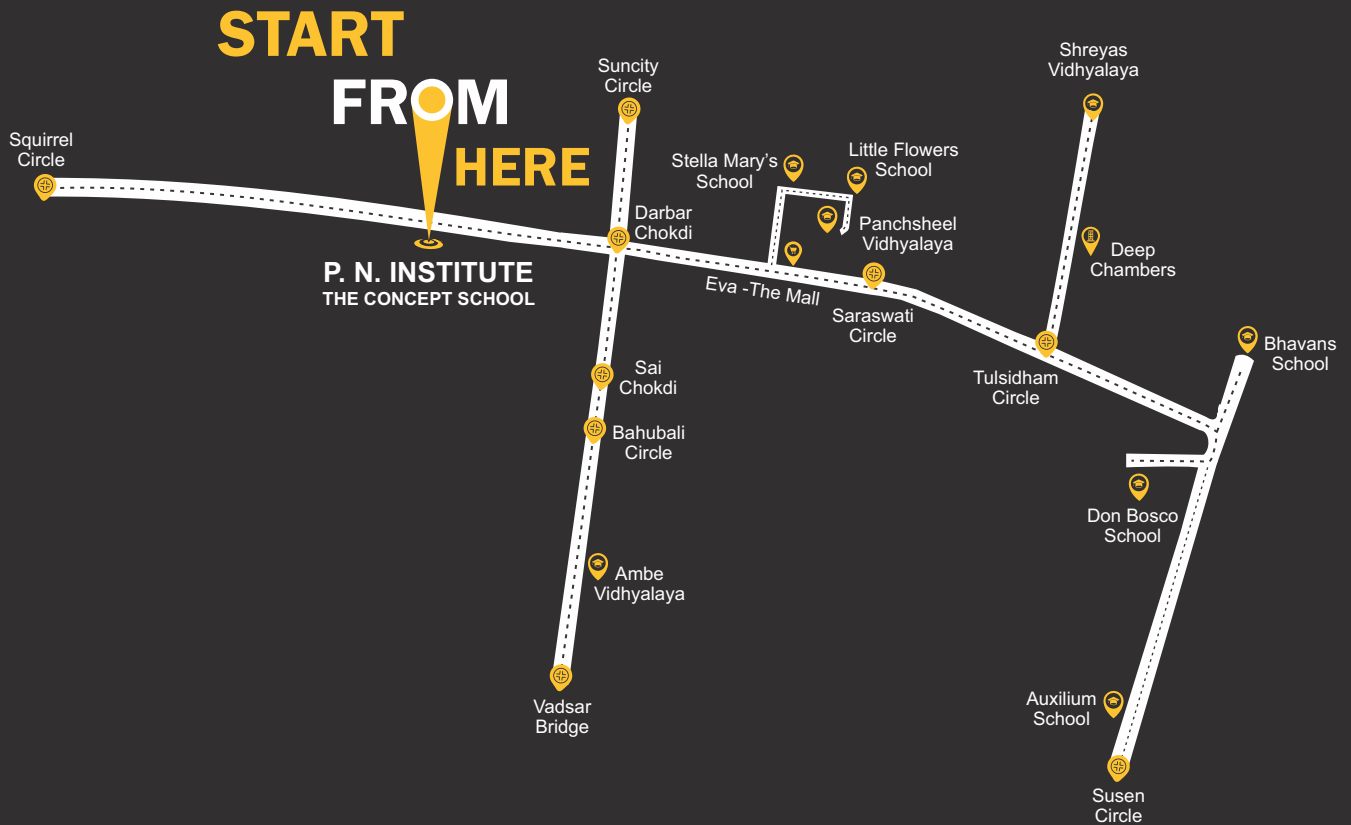 START
FROM
HERE
Squirrel
Circle
P. N. INSTITUTE
THE CONCEPT SCHOOL
Suncity
Circle
Darbar
Chokdi
Sai
Chokdi
Bahubali
Circle
Ambe
Vidhyalaya
Vadsar
Bridge
Stella Mary's
School
Little Flowers
School
Panchsheel
Vidhyalaya
Eva -The Mall
Saraswati
Circle
Shreyas
Vidhyalaya
Deep
Chambers
Tulsidham
Circle
Bhavans
School
Don Bosco
School
Auxilium
School
Susen
Circle